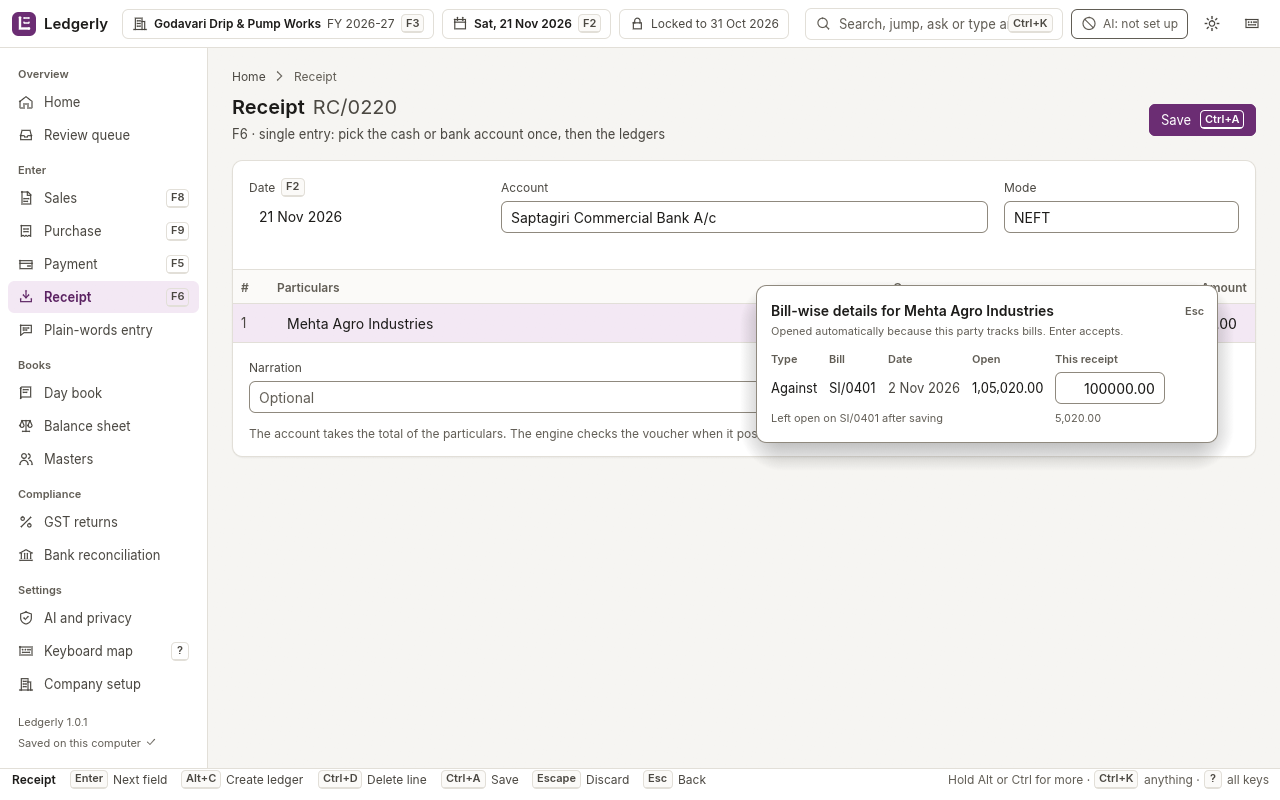 Ledgerly
Godavari Drip & Pump Works FY 2026-27 F3
Sat, 21 Nov 2026 F2
Locked to 31 Oct 2026
Search, jump, ask or type a Ctrl+K
AI: not set up
Overview
Home
Review queue
Enter
Sales F8
Purchase F9
Payment F5
Receipt F6
Plain-words entry
Books
Day book
Balance sheet
Masters
Compliance
GST returns
Bank reconciliation
Settings
AI and privacy
Keyboard map ?
Company setup
Ledgerly 1.0.1
Saved on this computer
Home > Receipt
Receipt RC/0220
F6 · single entry: pick the cash or bank account once, then the ledgers
Save Ctrl+A
Date F2 Account Mode
21 Nov 2026 Saptagiri Commercial Bank A/c NEFT
# Particulars mount
1 Mehta Agro Industries .00
Narration
Optional
The account takes the total of the particulars. The engine checks the voucher when it pos
Bill-wise details for Mehta Agro Industries Esc
Opened automatically because this party tracks bills. Enter accepts.
Type Bill Date Open This receipt
Against SI/0401 2 Nov 2026 1,05,020.00 100000.00
Left open on SI/0401 after saving 5,020.00
Receipt Enter Next field Alt+C Create ledger Ctrl+D Delete line Ctrl+A Save Escape Discard Esc Back
Hold Alt or Ctrl for more · Ctrl+K anything · ? all keys